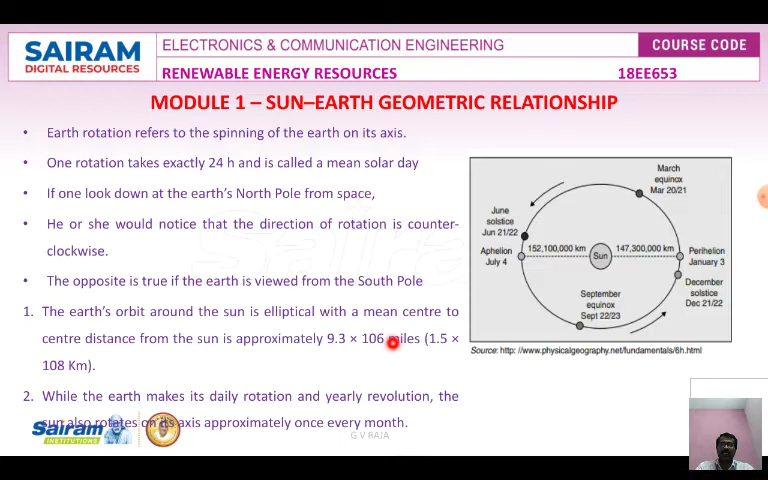 SAIRAM
DIGITAL RESOURCES
ELECTRONICS & COMMUNICATION ENGINEERING
COURSE CODE
RENEWABLE ENERGY RESOURCES
18EE653
MODULE 1 – SUN–EARTH GEOMETRIC RELATIONSHIP
• Earth rotation refers to the spinning of the earth on its axis.
• One rotation takes exactly 24 h and is called a mean solar day
• If one look down at the earth's North Pole from space,
• He or she would notice that the direction of rotation is counter-
clockwise.
• The opposite is true if the earth is viewed from the South Pole
1. The earth's orbit around the sun is elliptical with a mean centre to
centre distance from the sun is approximately 9.3 × 106 miles (1.5 ×
108 Km).
2. While the earth makes its daily rotation and yearly revolution, the
sun also rotates on its axis approximately once every month.
March
equinox
Mar 20/21
June
solstice
Jun 21/22
152,100,000 km
147,300,000 km
Sun
Aphelion
July 4
Perihelion
January 3
December
solstice
Dec 21/22
September
equinox
Sept 22/23
Source: http: //www.physicalgeography.net/fundamentals/6h.html
Sairam
INSTITUTIONS
G V RAJA